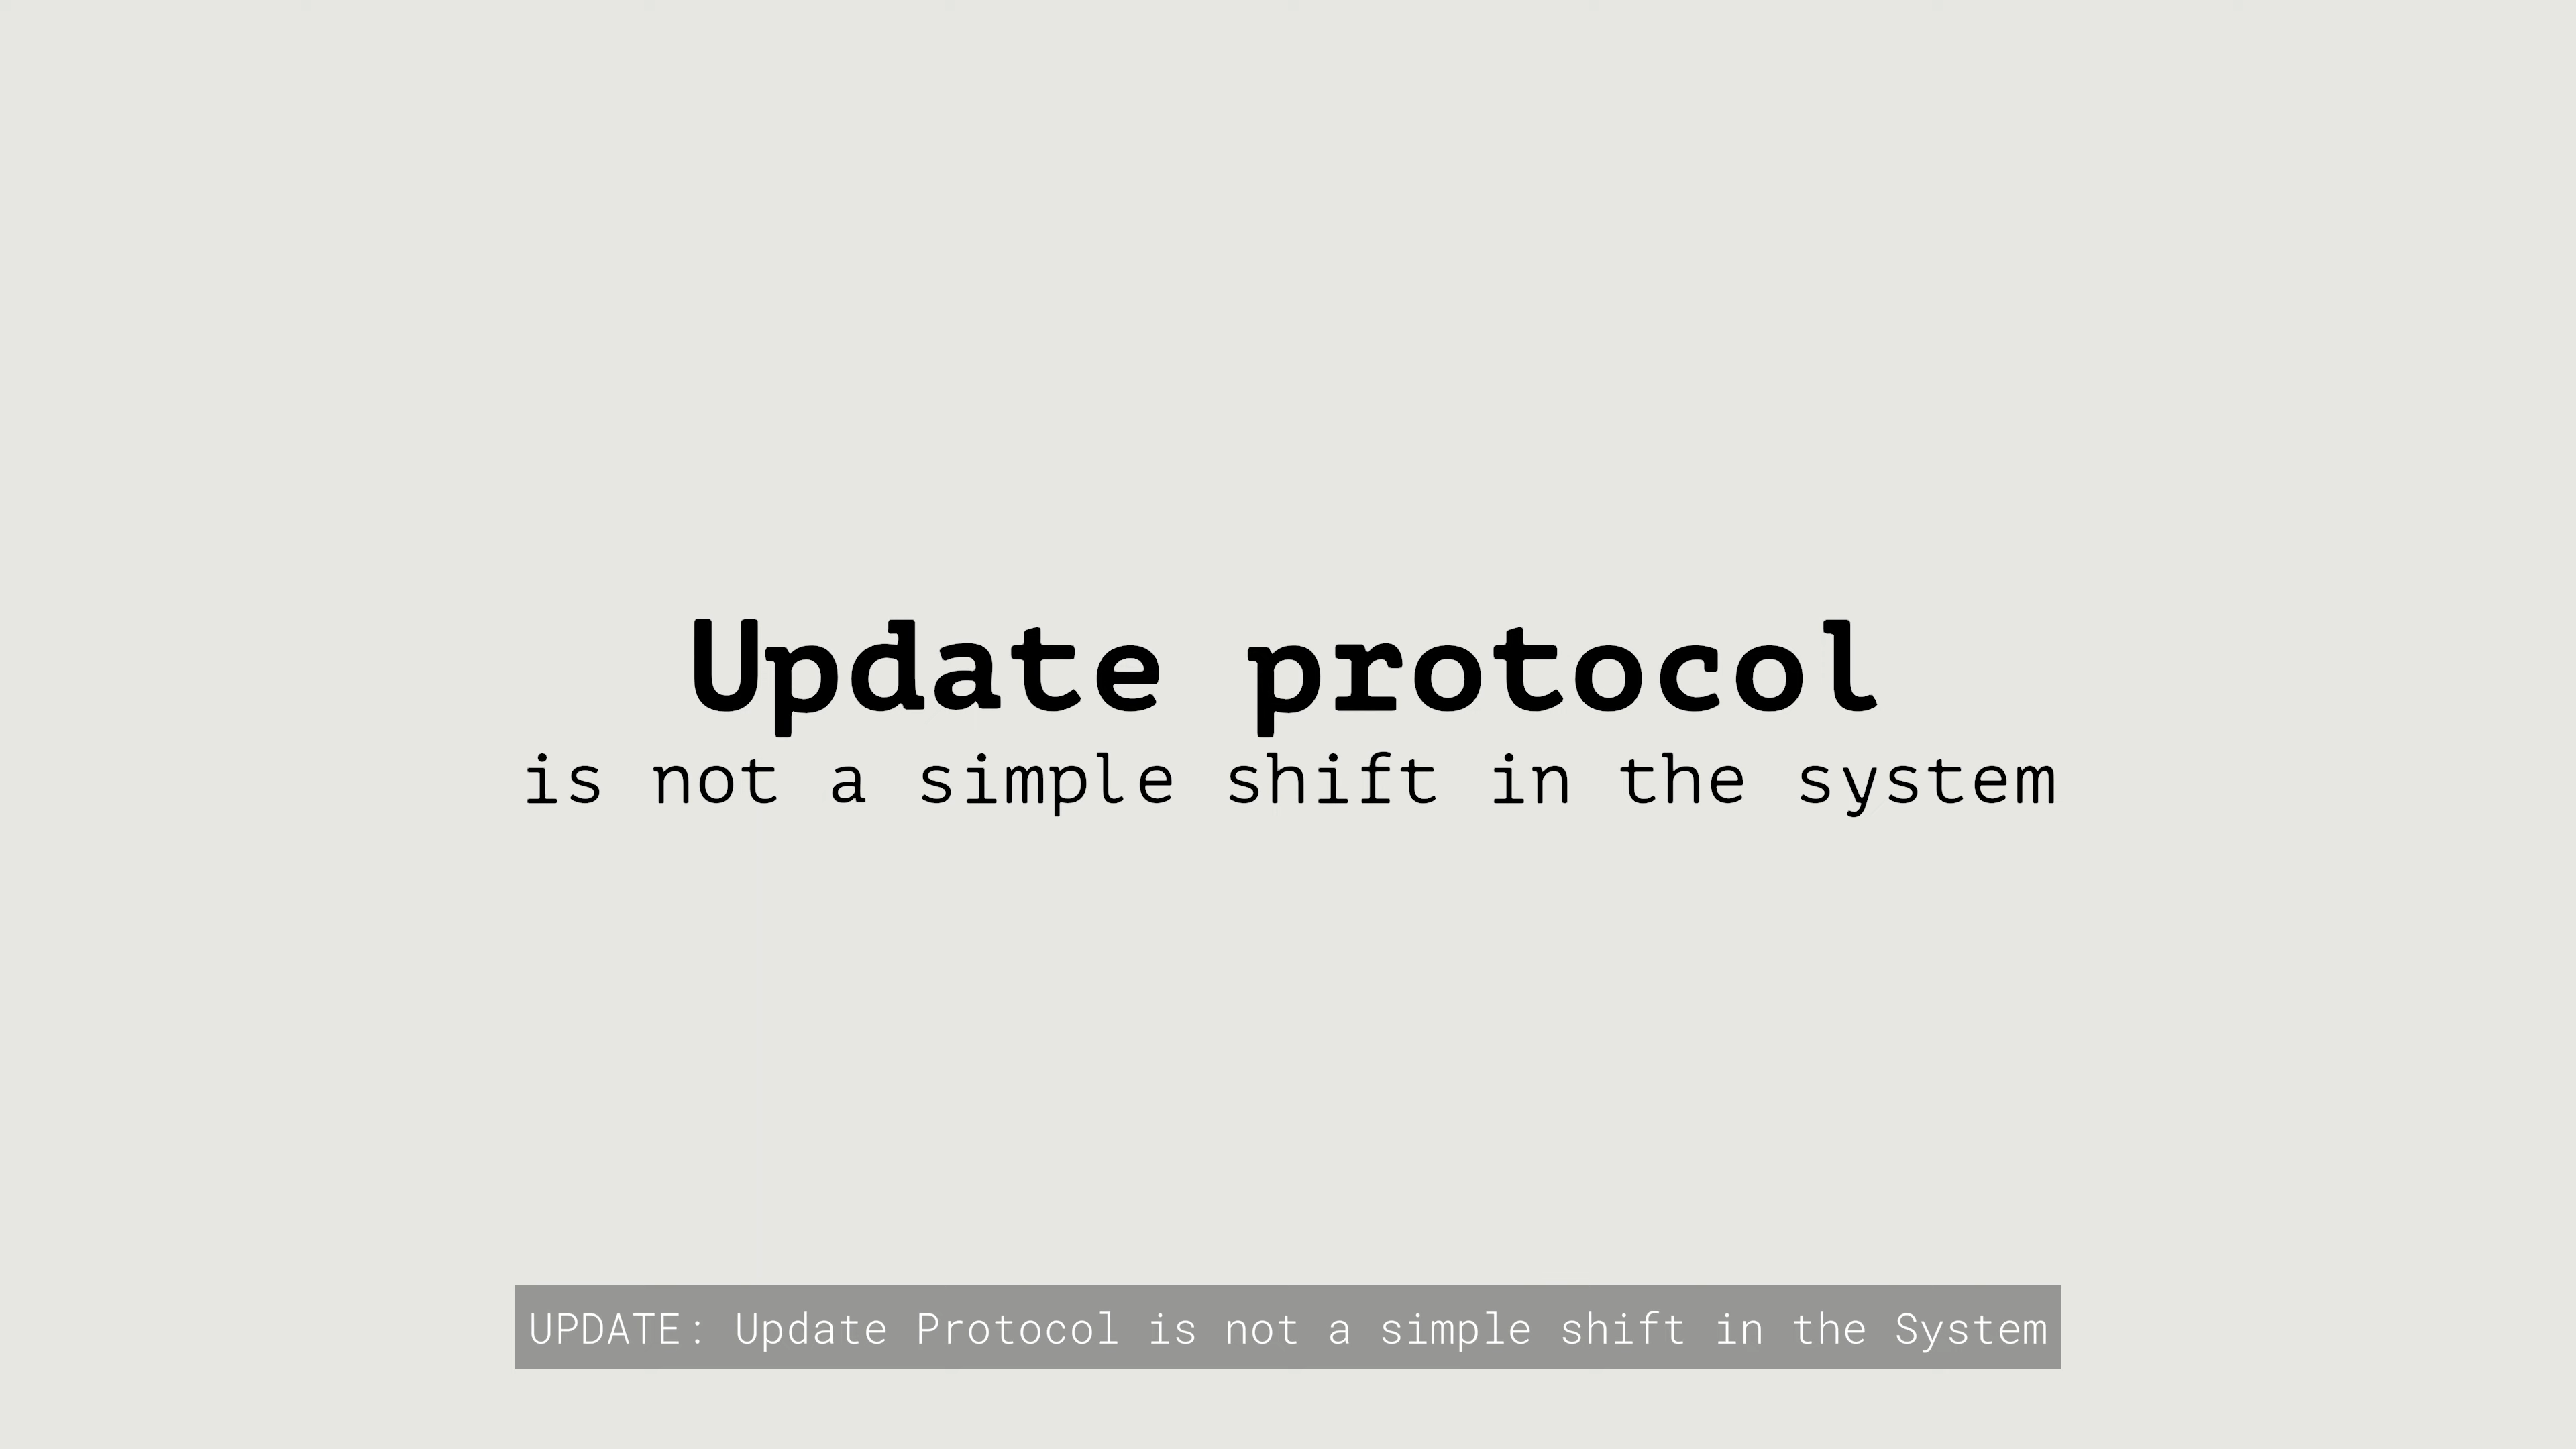 Update protocol
is not a simple shift in the system
UPDATE: Update Protocol is not a simple shift in the System